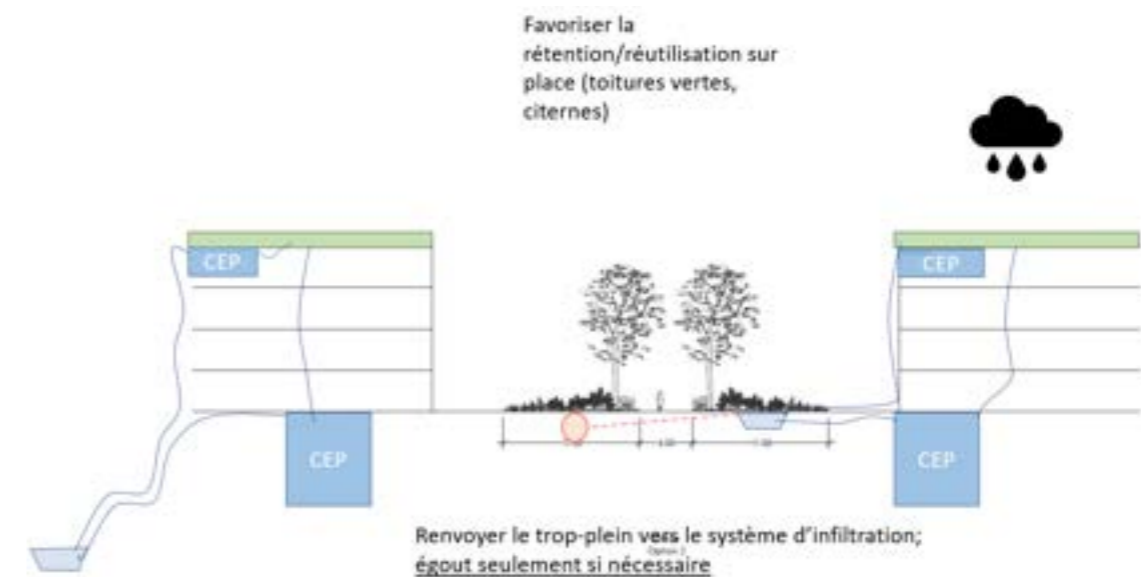 Favoriser la
rétention/réutilisation sur
place (toitures vertes,
citernes)
CEP
CEP
CEP
CEP
Renvoyer le trop-plein vers le système d'infiltration;
égout seulement si nécessaire